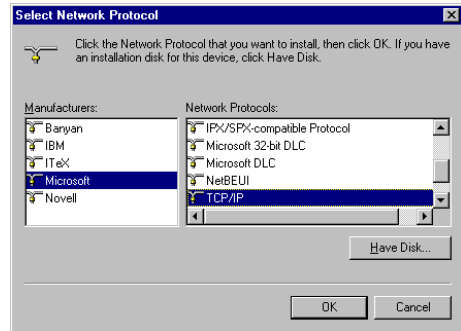 Select Network Protocol
Click the Network Protocol that you want to install, then click OK. If you have
an installation disk for this device, click Have Disk.
Manufacturers:
Banyan
IBM
ITeX
Microsoft
Novell
Network Protocols:
IPX/SPX-compatible Protocol
Microsoft 32-bit DLC
Microsoft DLC
NetBEUI
TCP/IP
Have Disk...
OK
Cancel